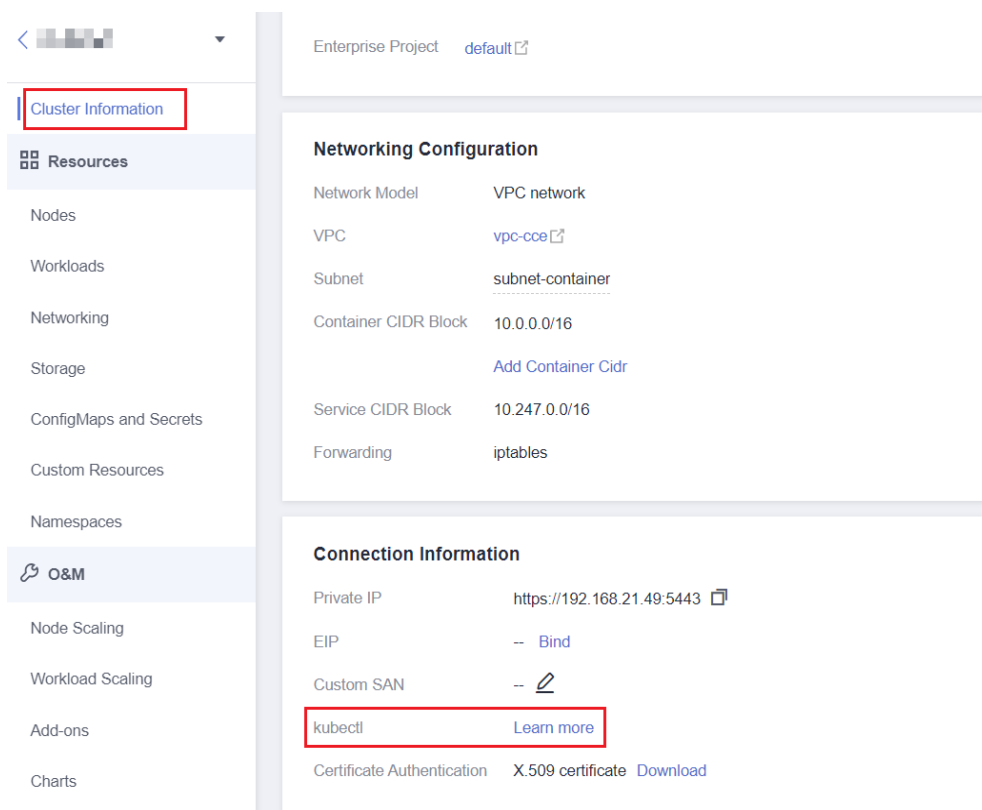 Cluster Information
Resources
Nodes
Workloads
Networking
Storage
ConfigMaps and Secrets
Custom Resources
Namespaces
O&M
Node Scaling
Workload Scaling
Add-ons
Charts
Enterprise Project default
Networking Configuration
Network Model VPC network
VPC vpc-cce
Subnet subnet-container
Container CIDR Block 10.0.0.0/16
Add Container Cidr
Service CIDR Block 10.247.0.0/16
Forwarding iptables
Connection Information
Private IP https://192.168.21.49:5443
EIP -- Bind
Custom SAN --
kubectl Learn more
Certificate Authentication X.509 certificate Download